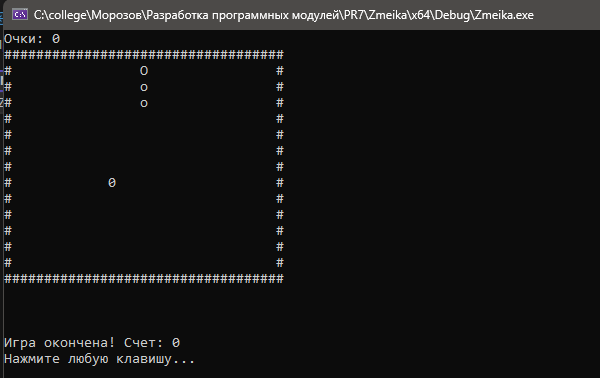 C:\college\Морозов\Разработка программных модулей\PR7\Zmeika\x64\Debug\Zmeika.exe
Очки: 0
###################################
#                O                #
#                o                #
#                o                #
#                                 #
#                                 #
#                                 #
#                                 #
#            0                    #
#                                 #
#                                 #
#                                 #
#                                 #
#                                 #
###################################
Игра окончена! Счет: 0
Нажмите любую клавишу...